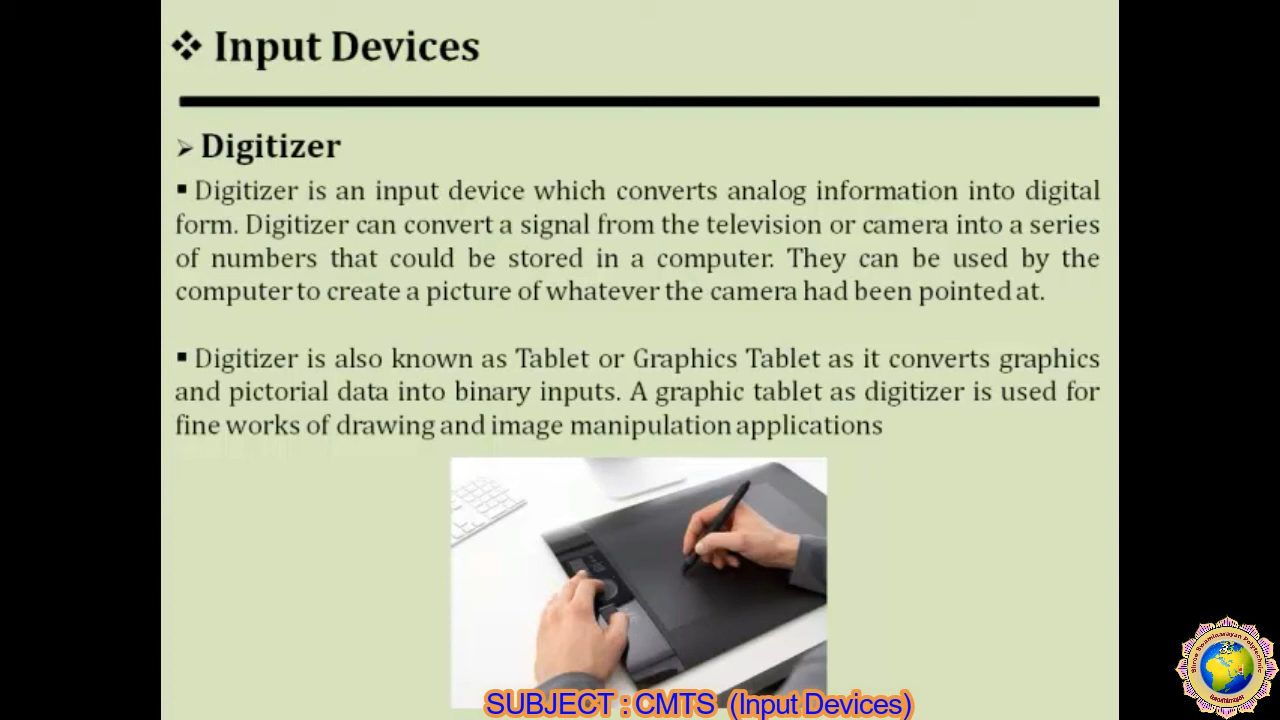 ❖ Input Devices
➢ Digitizer
▪ Digitizer is an input device which converts analog information into digital
form. Digitizer can convert a signal from the television or camera into a series
of numbers that could be stored in a computer. They can be used by the
computer to create a picture of whatever the camera had been pointed at.
▪ Digitizer is also known as Tablet or Graphics Tablet as it converts graphics
and pictorial data into binary inputs. A graphic tablet as digitizer is used for
fine works of drawing and image manipulation applications
SUBJECT : CMTS (Input Devices)